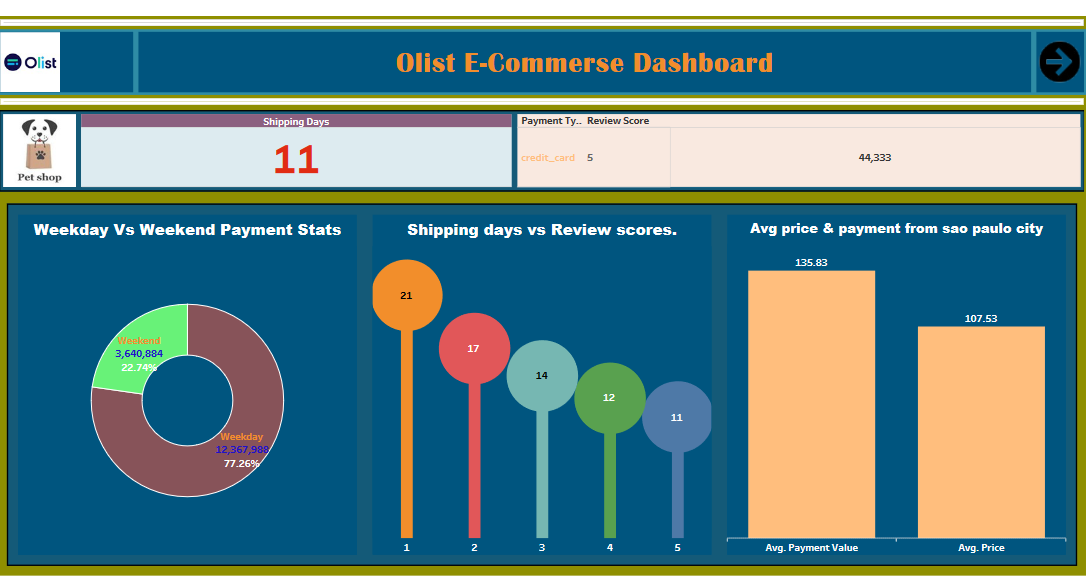 Olist
Olist E-Commerse Dashboard
Pet shop
Shipping Days
11
Payment Ty.. Review Score
credit_card 5 44,333
Weekday Vs Weekend Payment Stats
Weekend
3,640,884
22.74%
Weekday
12,367,988
77.26%
Shipping days vs Review scores.
21
17
14
12
11
1 2 3 4 5
Avg price & payment from sao paulo city
135.83
107.53
Avg. Payment Value Avg. Price